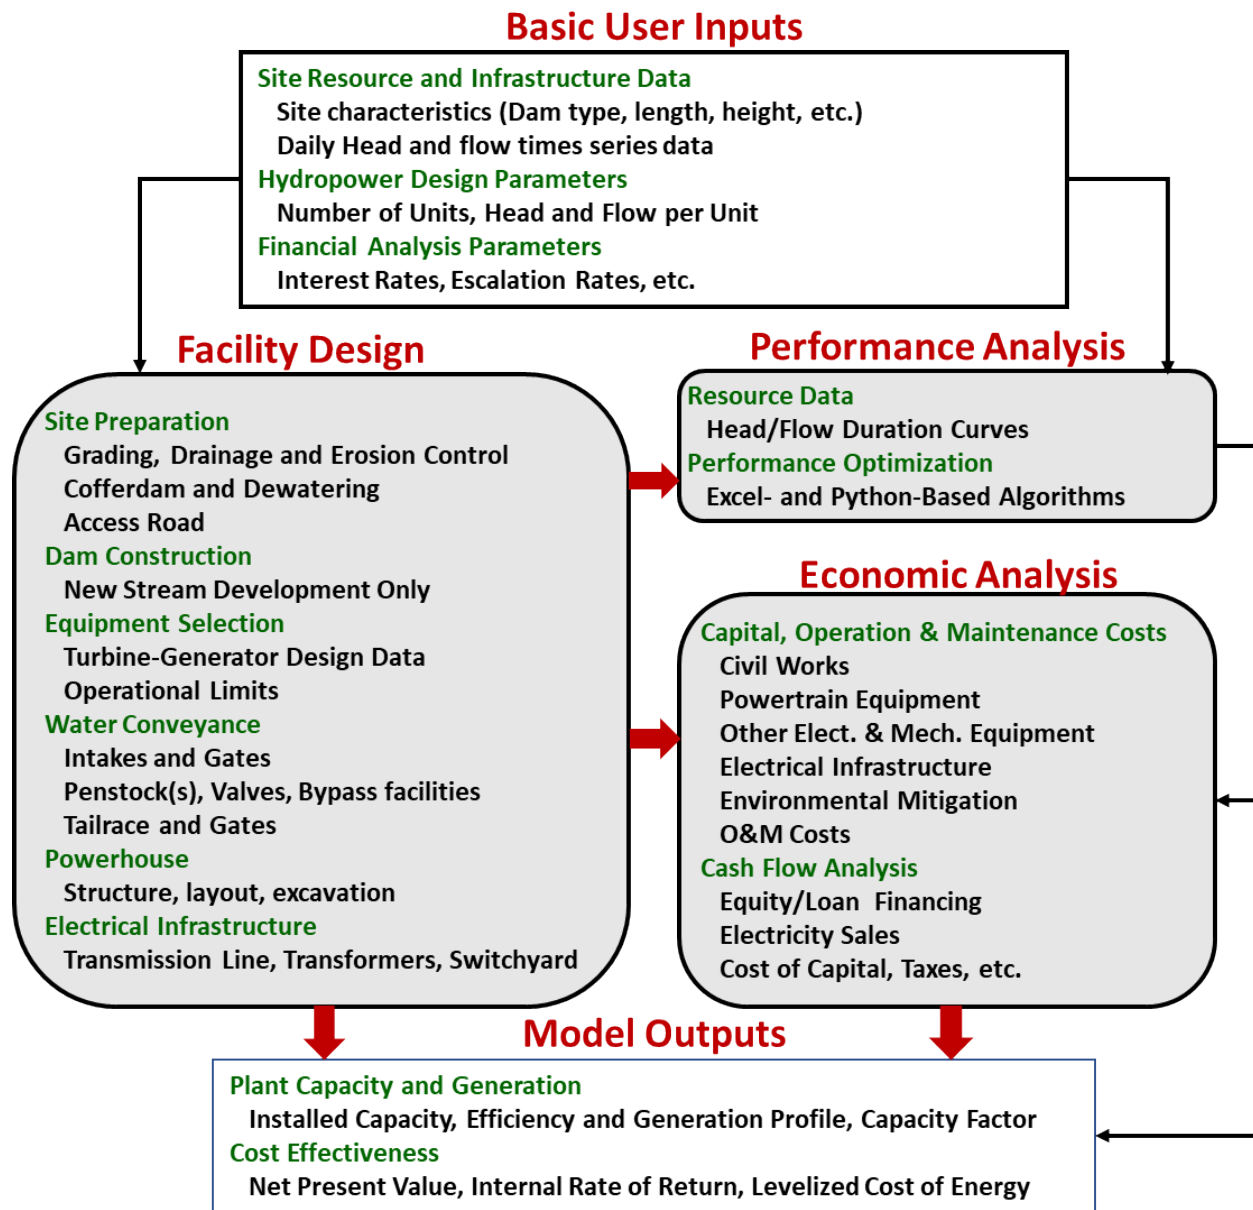 Basic User Inputs
Site Resource and Infrastructure Data
Site characteristics (Dam type, length, height, etc.)
Daily Head and flow times series data
Hydropower Design Parameters
Number of Units, Head and Flow per Unit
Financial Analysis Parameters
Interest Rates, Escalation Rates, etc.
Facility Design
Site Preparation
Grading, Drainage and Erosion Control
Cofferdam and Dewatering
Access Road
Dam Construction
New Stream Development Only
Equipment Selection
Turbine-Generator Design Data
Operational Limits
Water Conveyance
Intakes and Gates
Penstock(s), Valves, Bypass facilities
Tailrace and Gates
Powerhouse
Structure, layout, excavation
Electrical Infrastructure
Transmission Line, Transformers, Switchyard
Performance Analysis
Resource Data
Head/Flow Duration Curves
Performance Optimization
Excel- and Python-Based Algorithms
Economic Analysis
Capital, Operation & Maintenance Costs
Civil Works
Powertrain Equipment
Other Elect. & Mech. Equipment
Electrical Infrastructure
Environmental Mitigation
O&M Costs
Cash Flow Analysis
Equity/Loan Financing
Electricity Sales
Cost of Capital, Taxes, etc.
Model Outputs
Plant Capacity and Generation
Installed Capacity, Efficiency and Generation Profile, Capacity Factor
Cost Effectiveness
Net Present Value, Internal Rate of Return, Levelized Cost of Energy